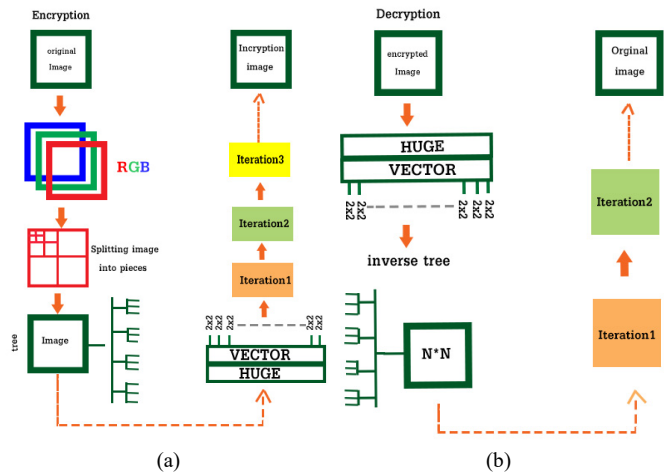 Encryption
original
Image
RGB
Splitting image
into pieces
tree
Image
Incryption
image
Iteration3
Iteration2
Iteration1
2x2
2x2
2x2
2x2
2x2
VECTOR
HUGE
(a)
Decryption
encrypted
Image
HUGE
VECTOR
2x2
2x2
2x2
2x2
2x2
inverse tree
N*N
Orginal
image
Iteration2
Iteration1
(b)